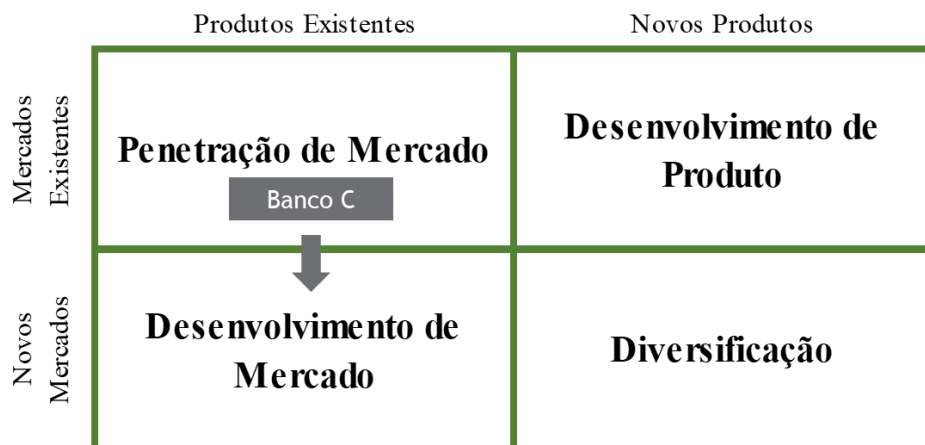 Produtos Existentes
Novos Produtos
Mercados
Existentes
Penetração de Mercado
Banco C
Desenvolvimento de
Produto
Novos
Mercados
Desenvolvimento de
Mercado
Diversificação